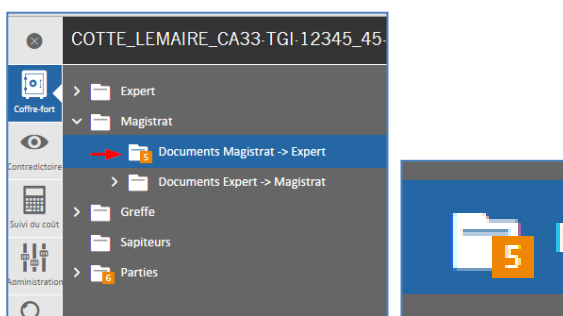 COTTE_LEMAIRE_CA33-TGI-12345_45-
Coffre-fort
Expert
Magistrat
Contradictoire
5
Documents Magistrat -> Expert
Documents Expert -> Magistrat
Suivi du coût
Greffe
Sapiteurs
Administration
6
Parties
5